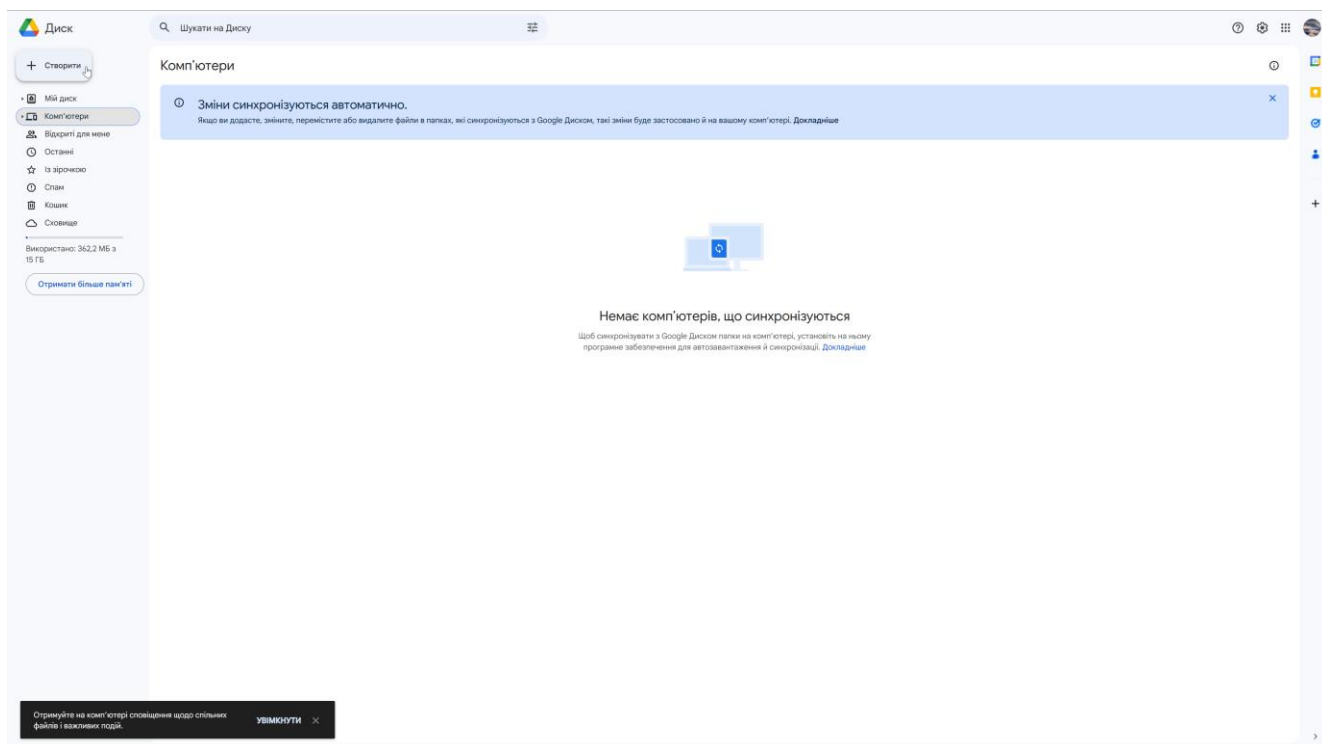 Диск
Шукати на Диску
Створити
Комп'ютери
Мій диск
Комп'ютери
Відкриті для мене
Останні
Із зірочкою
Спам
Кошик
Сховище
Використано: 362,2 МБ з
15 ГБ
Отримати більше пам'яті
Зміни синхронізуються автоматично.
Якщо ви додасте, зміните, перемістите або видалите файли в папках, які синхронізуються з Google Диском, такі зміни буде застосовано й на вашому комп'ютері. Докладніше
Немає комп'ютерів, що синхронізуються
Щоб синхронізувати з Google Диском папки на комп'ютері, установіть на ньому
програмне забезпечення для автозавантаження й синхронізації. Докладніше
Отримуйте на комп'ютері сповіщення щодо спільних
файлів і важливих подій.
УВІМКНУТИ